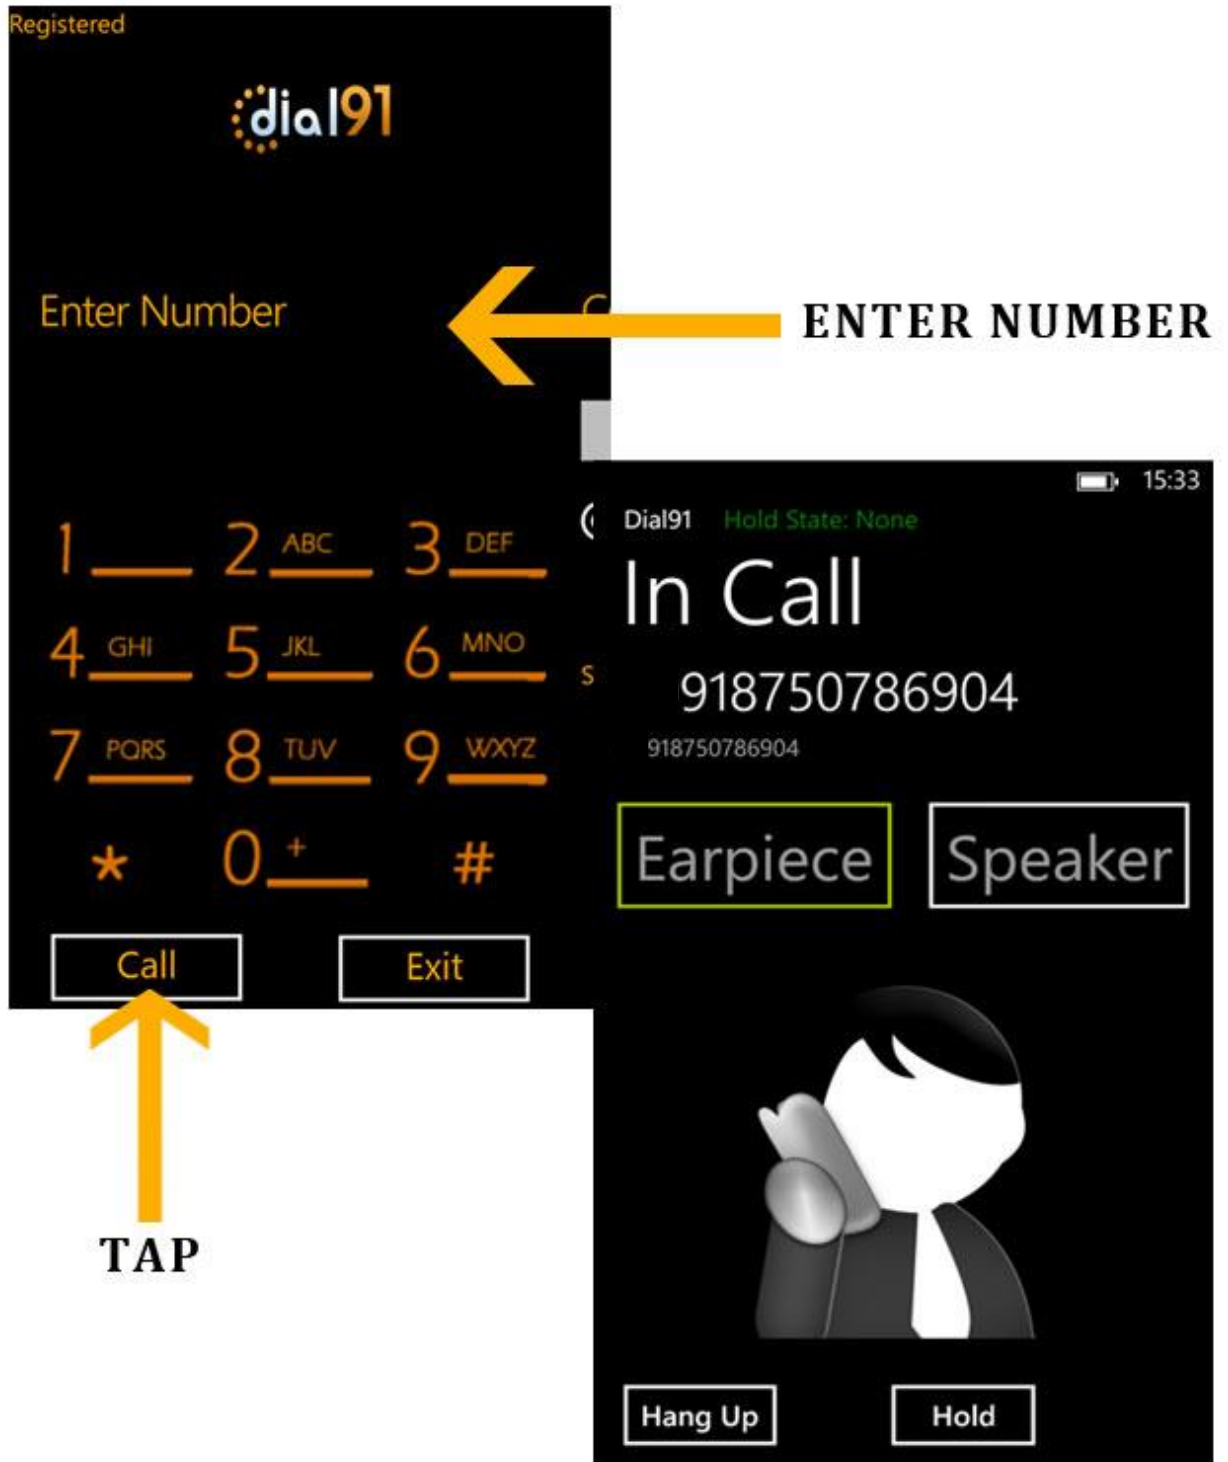 Registered
dial91
Enter Number
ENTER NUMBER
1 2 ABC 3 DEF
4 GHI 5 JKL 6 MNO
7 PQRS 8 TUV 9 WXYZ
* 0 + #
Call Exit
TAP
15:33
Dial91 Hold State: None
In Call
918750786904
918750786904
Earpiece Speaker
Hang Up Hold